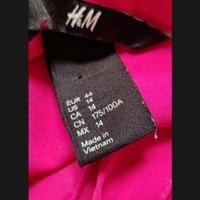 H&M
EUR 44
US 14
CA 14
CN 175/100A
MX 14
Made in
Vietnam